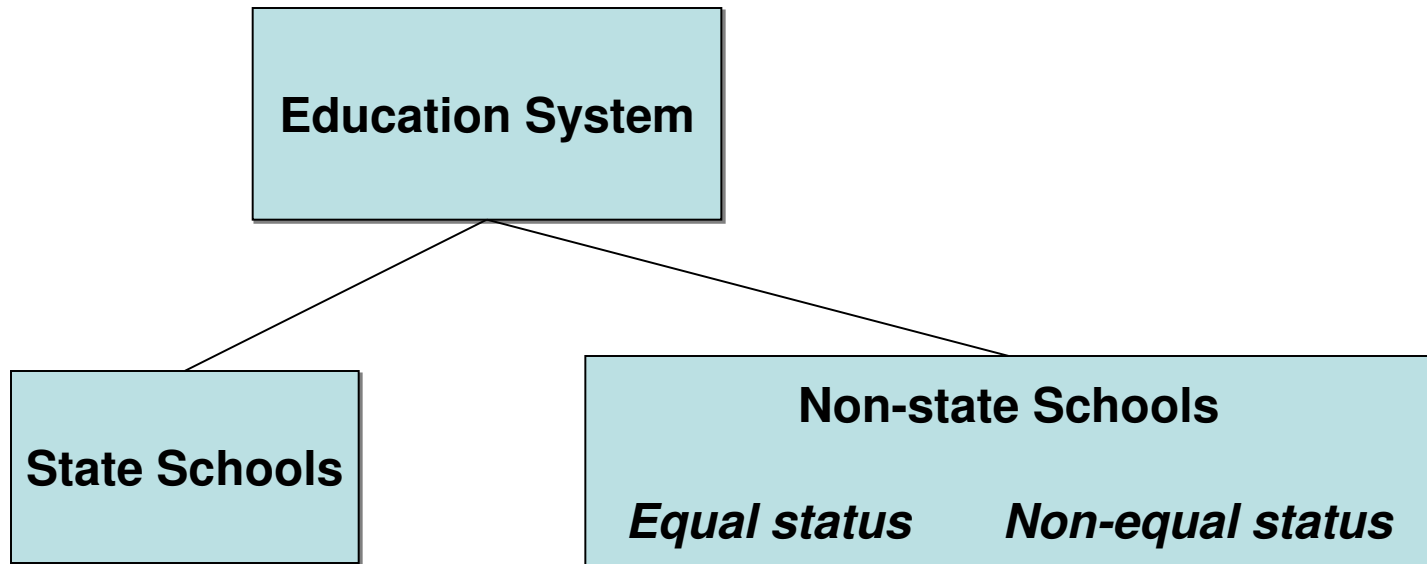 Education System
State Schools
Non-state Schools
Equal status Non-equal status